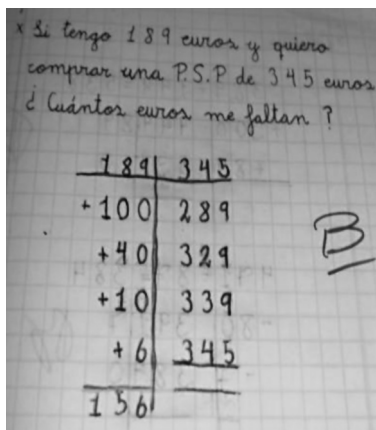 x Si tengo 189 euros y quiero
comprar una P.S.P de 345 euros
¿ Cuántos euros me faltan ?
189 345
+100 289
+40 329
+10 339
+6 345
156
B